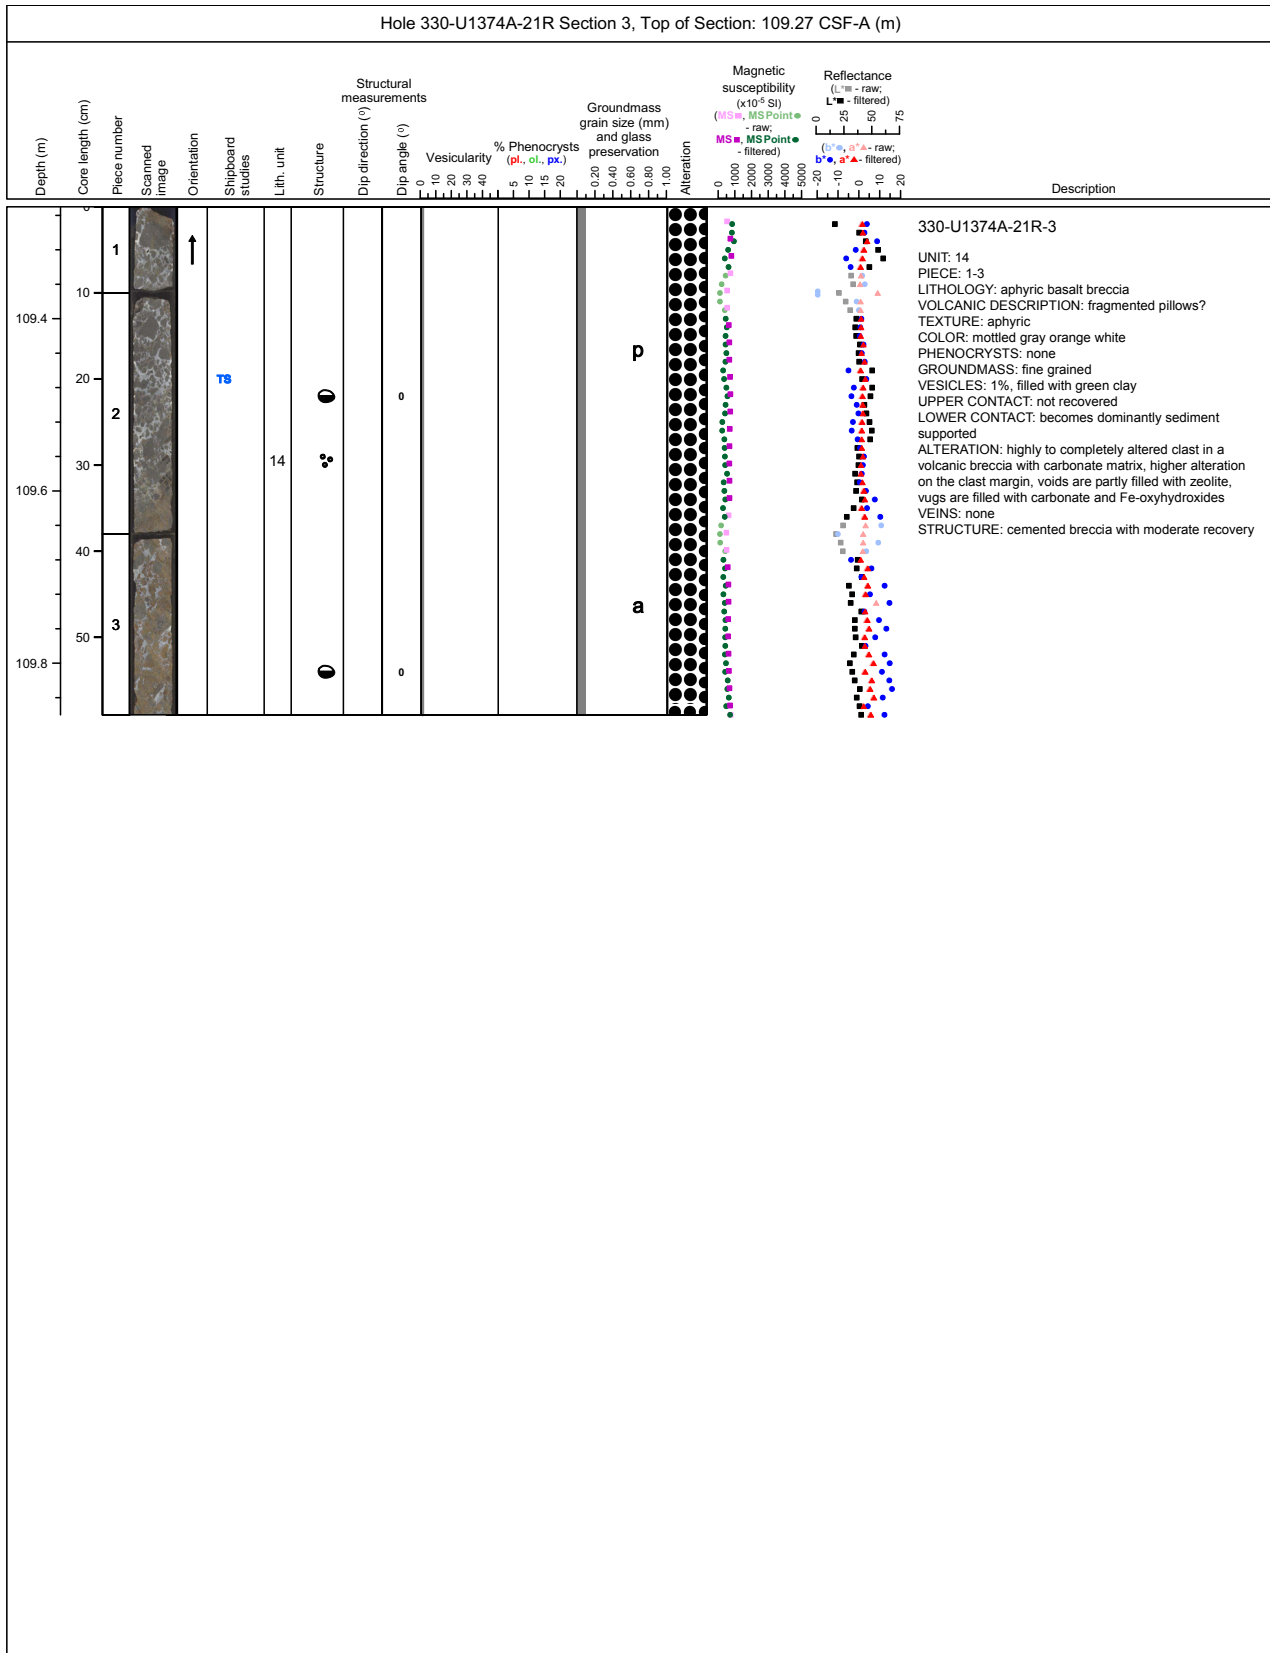 Hole 330-U1374A-21R Section 3, Top of Section: 109.27 CSF-A (m)
Depth (m)
Core length (cm)
Piece number
Scanned
image
Orientation
Shipboard
studies
Lith. unit
Structure
Structural
measurements
Dip direction (º)
Dip angle (º)
Vesicularity
0 10 20 30 40
% Phenocrysts
(pl., ol., px.)
5 10 15 20
Groundmass
grain size (mm)
and glass
preservation
0.20 0.40 0.60 0.80 1.00
Alteration
Magnetic
susceptibility
(x10-5 SI)
(MS■, MSPoint●
- raw;
MS■, MSPoint●
- filtered)
0 1000 2000 3000 4000 5000
Reflectance
(L*■ - raw;
L*■ - filtered)
0 25 50 75
(b*●, a*▲- raw;
b*●, a*▲- filtered)
-20 -10 0 10 20
Description
109.4
109.6
109.8
0
10
20
30
40
50
1
2
3
TS
14
0
0
p
a
330-U1374A-21R-3
UNIT: 14
PIECE: 1-3
LITHOLOGY: aphyric basalt breccia
VOLCANIC DESCRIPTION: fragmented pillows?
TEXTURE: aphyric
COLOR: mottled gray orange white
PHENOCRYSTS: none
GROUNDMASS: fine grained
VESICLES: 1%, filled with green clay
UPPER CONTACT: not recovered
LOWER CONTACT: becomes dominantly sediment
supported
ALTERATION: highly to completely altered clast in a
volcanic breccia with carbonate matrix, higher alteration
on the clast margin, voids are partly filled with zeolite,
vugs are filled with carbonate and Fe-oxyhydroxides
VEINS: none
STRUCTURE: cemented breccia with moderate recovery